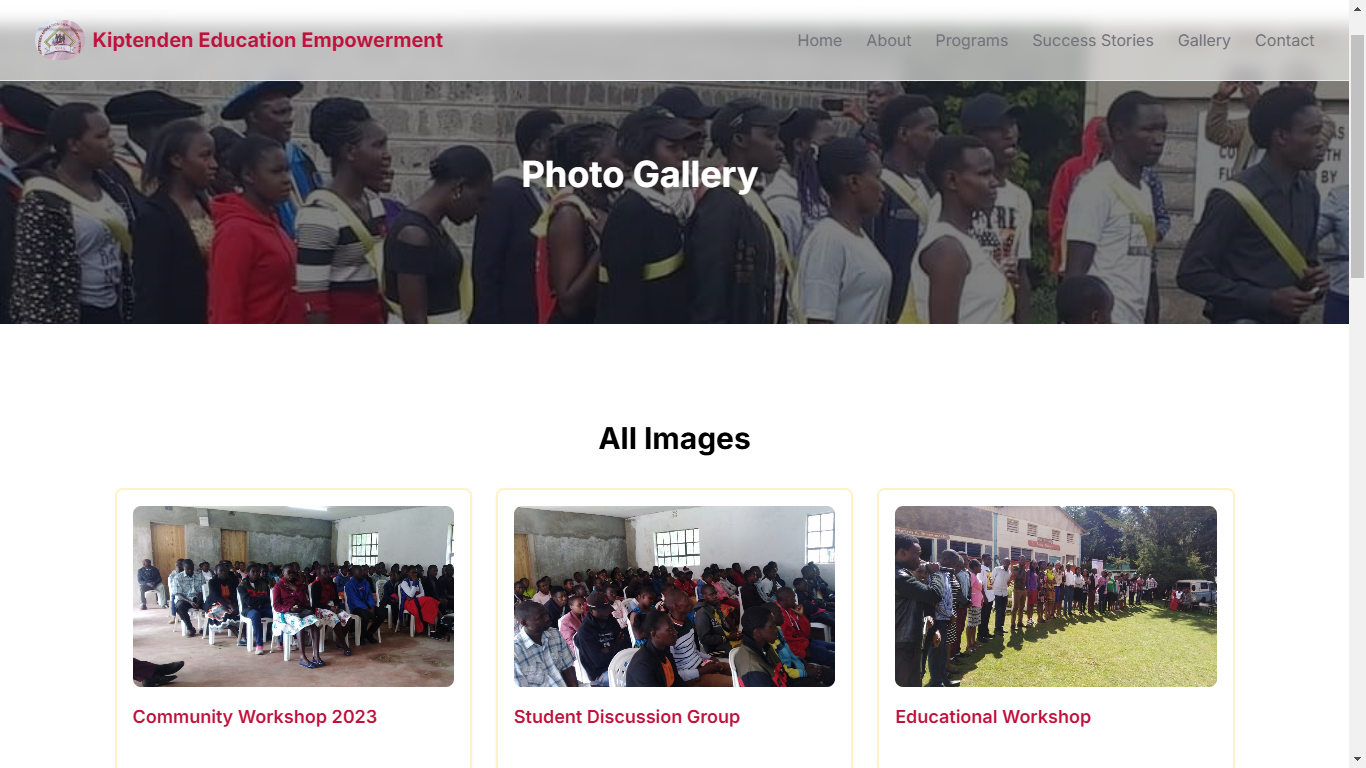 Kiptenden Education Empowerment
Home About Programs Success Stories Gallery Contact
Photo Gallery
All Images
Community Workshop 2023
Student Discussion Group
Educational Workshop